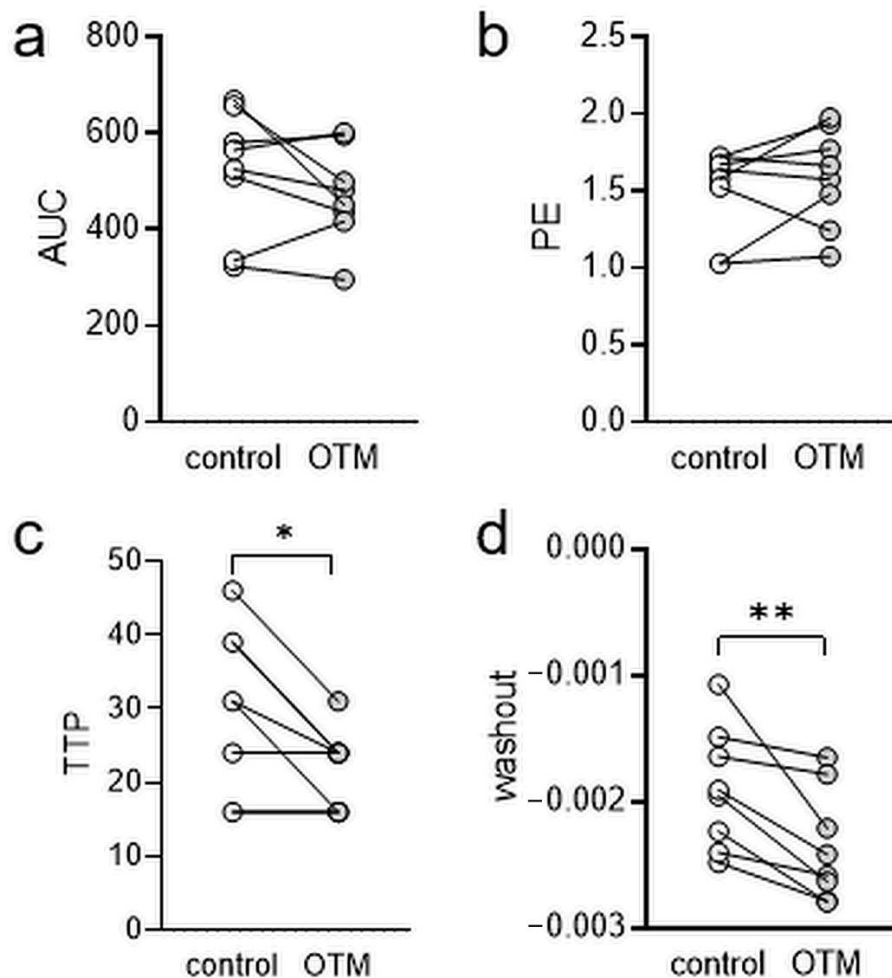 a
800
600
400
200
0
AUC
control OTM
b
2.5
2.0
1.5
1.0
0.5
0.0
PE
control OTM
c
*
50
40
30
20
10
0
TTP
control OTM
d
**
0.000
−0.001
−0.002
−0.003
washout
control OTM